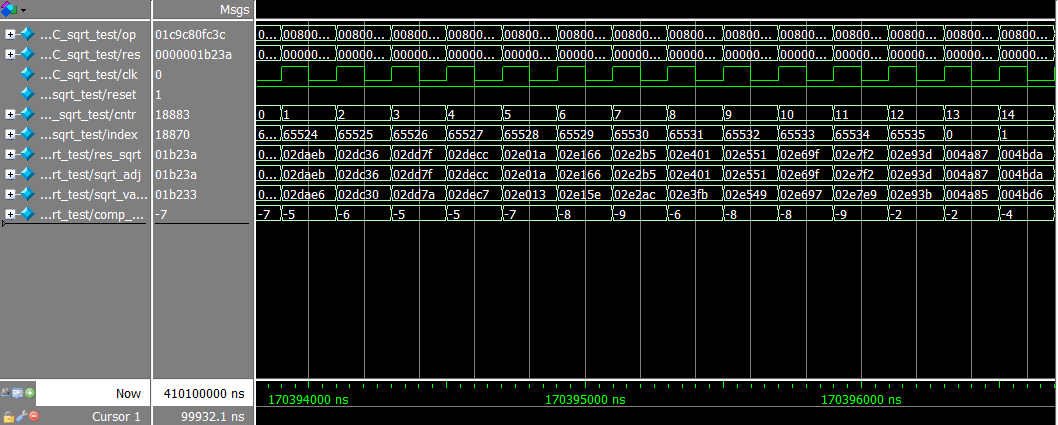 Msgs
...C_sqrt_test/op 01c9c80fc3c 0... 00800... 00800... 00800... 00800... 00800... 00800... 00800... 00800... 00800... 00800... 00800... 00800... 00800... 00800...
...C_sqrt_test/res 0000001b23a 0... 00000... 00000... 00000... 00000... 00000... 00000... 00000... 00000... 00000... 00000... 00000... 00000... 00000... 00000...
...C_sqrt_test/clk 0
...sqrt_test/reset 1
..._sqrt_test/cntr 18883 0 1 2 3 4 5 6 7 8 9 10 11 12 13 14
...sqrt_test/index 18870 6... 65524 65525 65526 65527 65528 65529 65530 65531 65532 65533 65534 65535 0 1
...rt_test/res_sqrt 01b23a 0... 02daeb 02dc36 02dd7f 02decc 02e01a 02e166 02e2b5 02e401 02e551 02e69f 02e7f2 02e93d 004a87 004bda
...rt_test/sqrt_adj 01b23a 0... 02daeb 02dc36 02dd7f 02decc 02e01a 02e166 02e2b5 02e401 02e551 02e69f 02e7f2 02e93d 004a87 004bda
...rt_test/sqrt_va... 01b233 0... 02dae6 02dc30 02dd7a 02dec7 02e013 02e15e 02e2ac 02e3fb 02e549 02e697 02e7e9 02e93b 004a85 004bd6
...rt_test/comp_... -7 -7 -5 -6 -5 -5 -7 -8 -9 -6 -8 -8 -9 -2 -2 -4
Now 410100000 ns 170394000 ns 170395000 ns 170396000 ns
Cursor 1 99932.1 ns